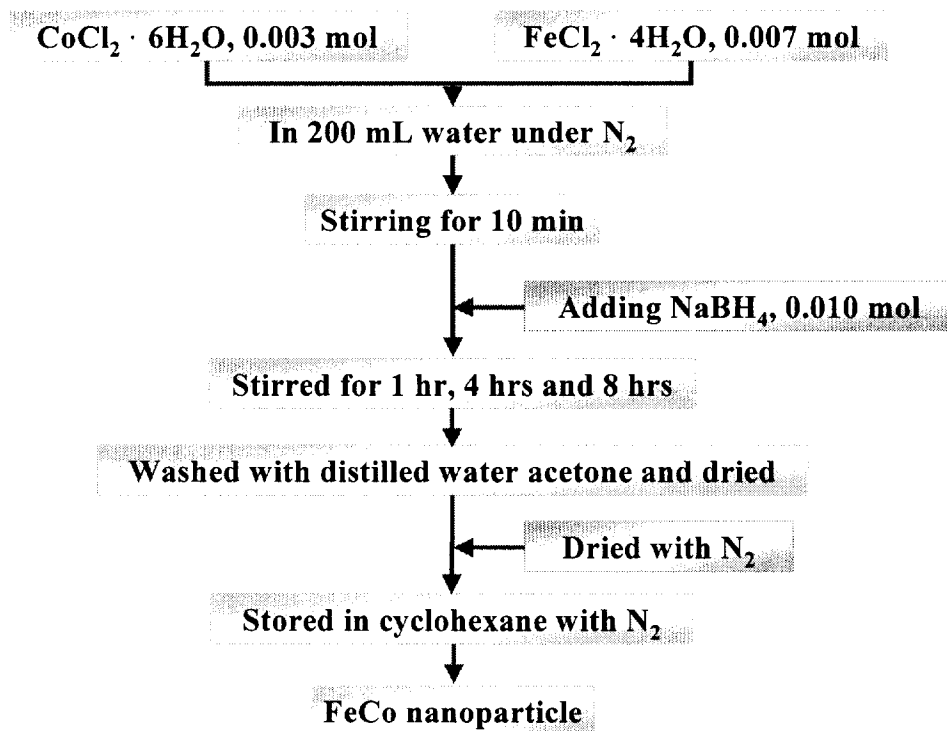 CoCl₂ · 6H₂O, 0.003 mol
FeCl₂ · 4H₂O, 0.007 mol
In 200 mL water under N₂
Stirring for 10 min
Adding NaBH₄, 0.010 mol
Stirred for 1 hr, 4 hrs and 8 hrs
Washed with distilled water acetone and dried
Dried with N₂
Stored in cyclohexane with N₂
FeCo nanoparticle